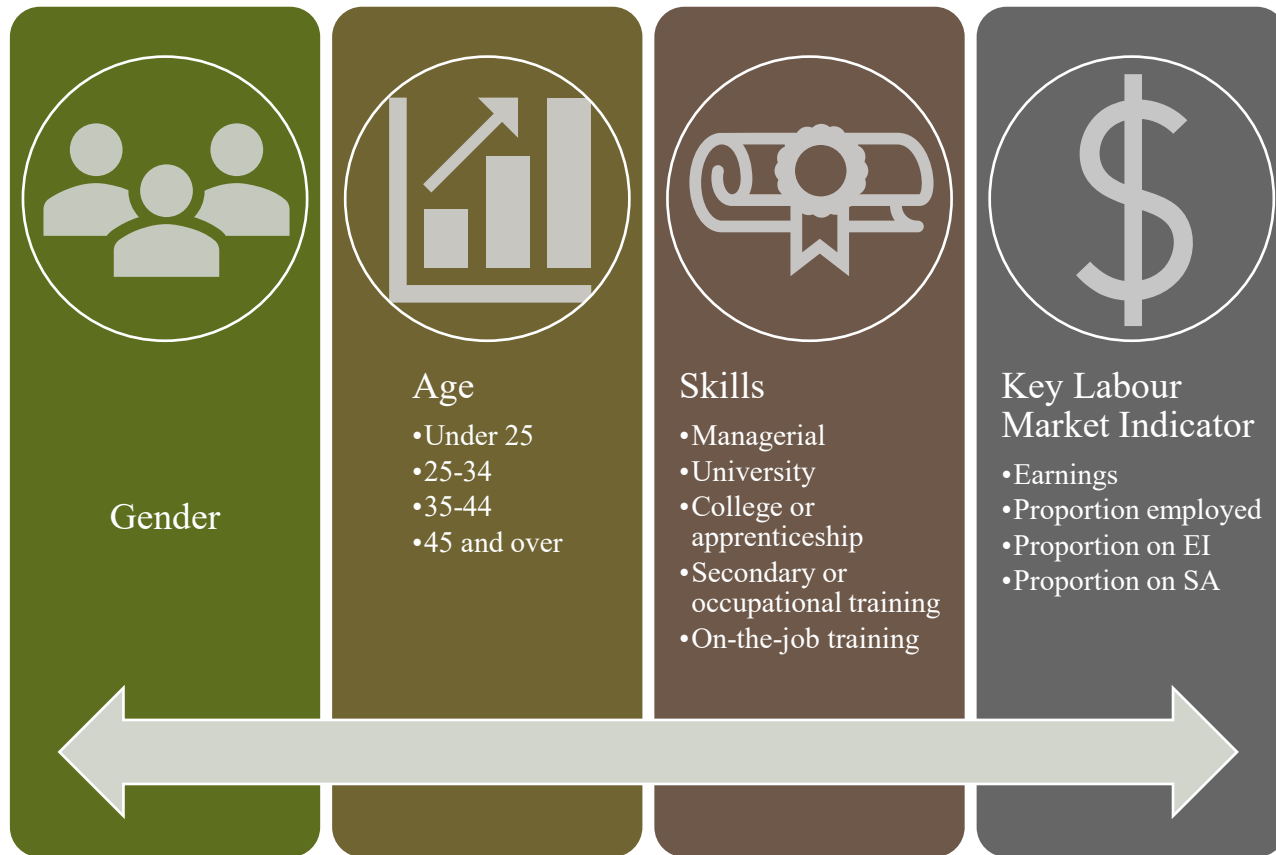 Gender
Age
•Under 25
•25-34
•35-44
•45 and over
Skills
•Managerial
•University
•College or
apprenticeship
•Secondary or
occupational training
•On-the-job training
Key Labour
Market Indicator
•Earnings
•Proportion employed
•Proportion on EI
•Proportion on SA